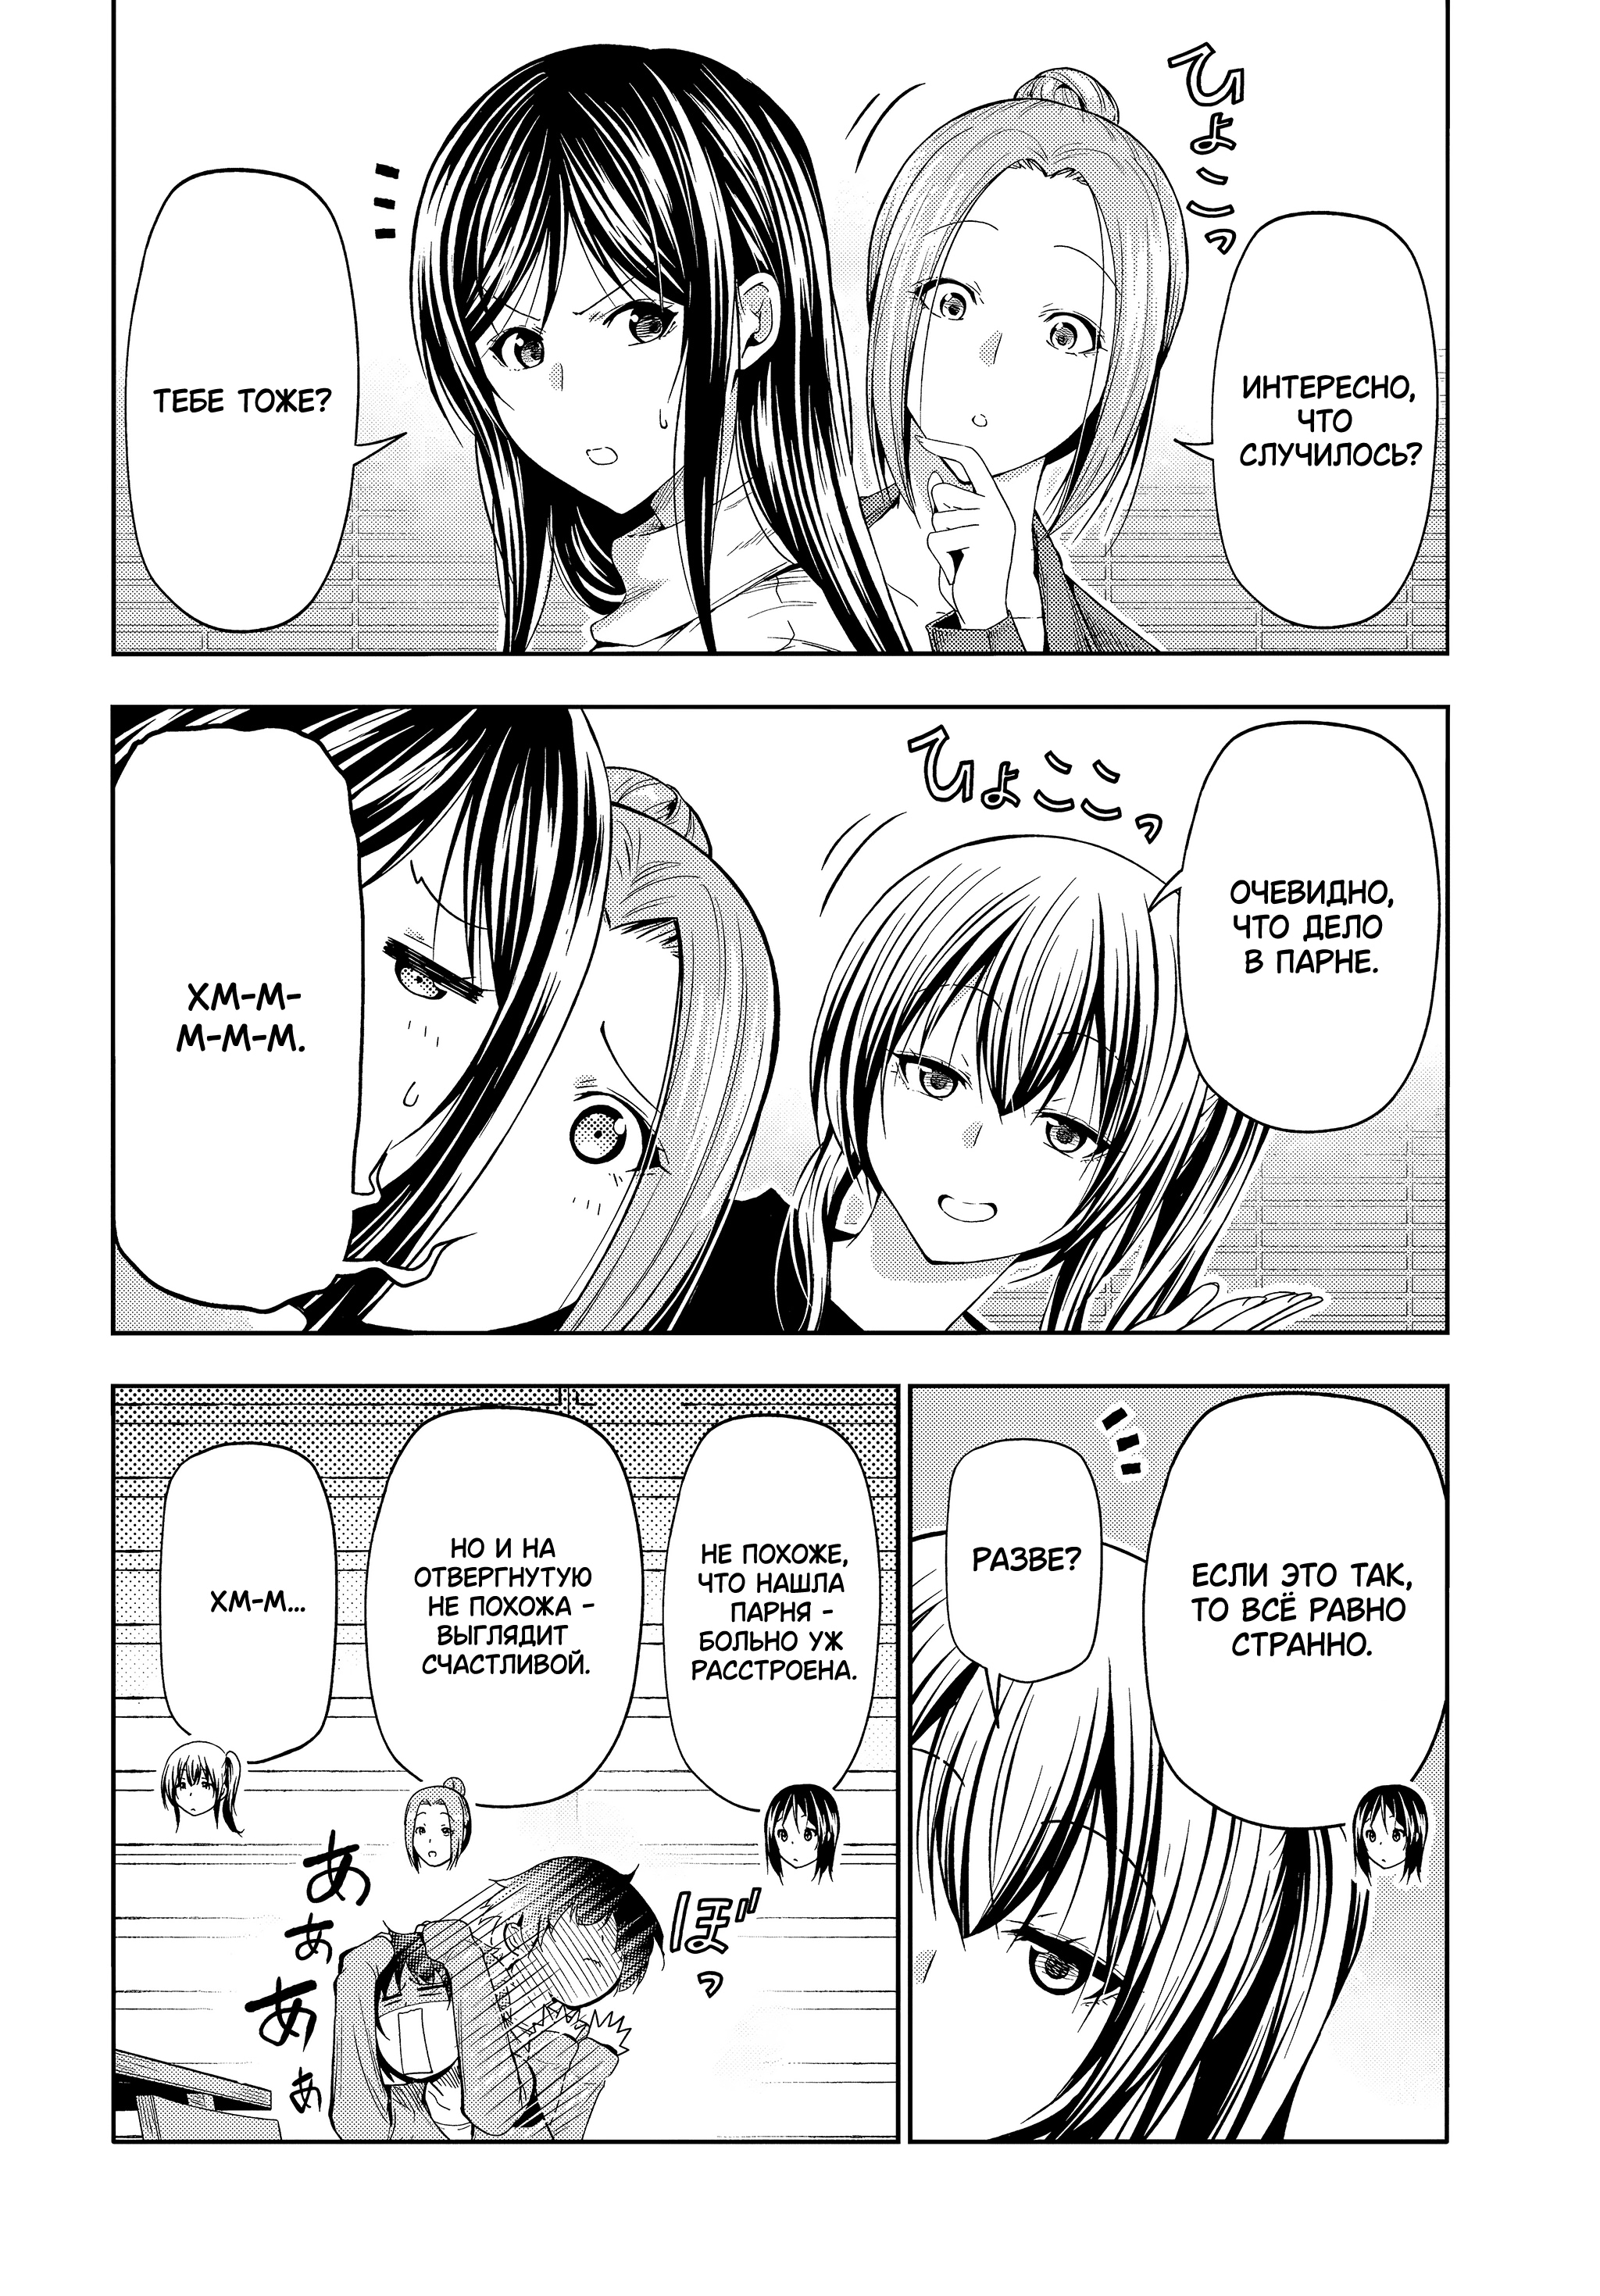 ひょこっ
ИНТЕРЕСНО,
ЧТО
СЛУЧИЛОСЬ?
ТЕБЕ ТОЖЕ?
ひょここっ
ОЧЕВИДНО,
ЧТО ДЕЛО
В ПАРНЕ.
ХМ-М-
М-М-М.
ЕСЛИ ЭТО ТАК,
ТО ВСЁ РАВНО
СТРАННО.
РАЗВЕ?
НЕ ПОХОЖЕ,
ЧТО НАШЛА
ПАРНЯ -
БОЛЬНО УЖ
РАССТРОЕНА.
НО И НА
ОТВЕРГНУТУЮ
НЕ ПОХОЖА -
ВЫГЛЯДИТ
СЧАСТЛИВОЙ.
ХМ-М...
ぼっ
あぁあぁ